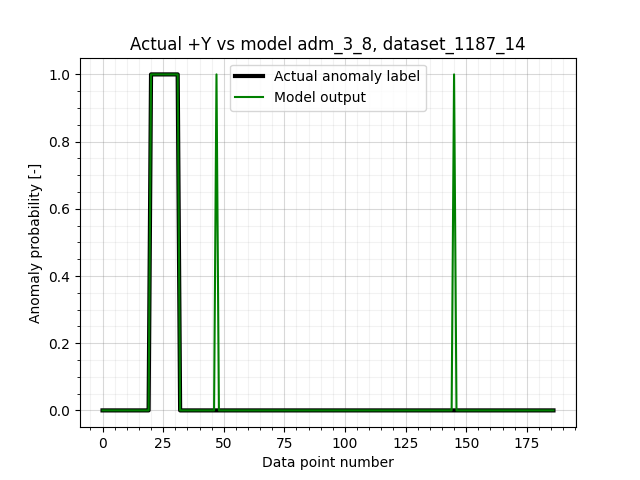 Actual +Y vs model adm_3_8, dataset_1187_14
Actual anomaly label
Model output
Anomaly probability [-]
1.0
0.8
0.6
0.4
0.2
0.0
0 25 50 75 100 125 150 175
Data point number